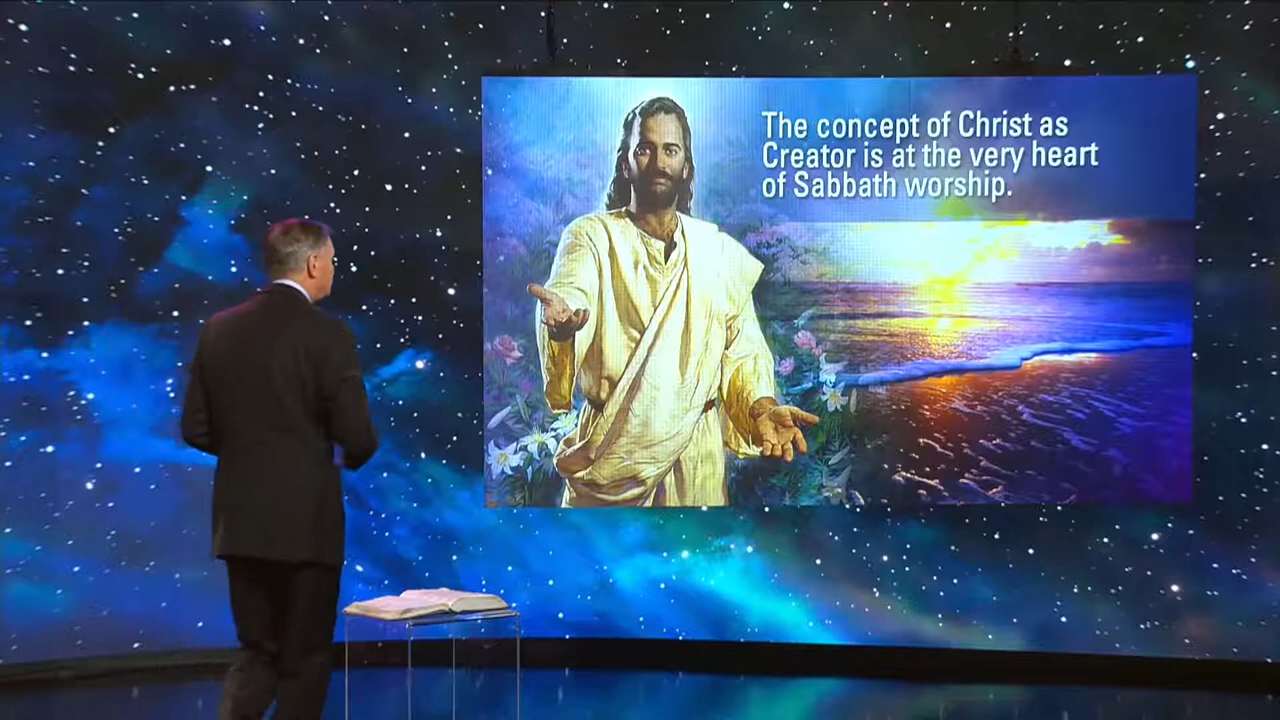 The concept of Christ as
Creator is at the very heart
of Sabbath worship.